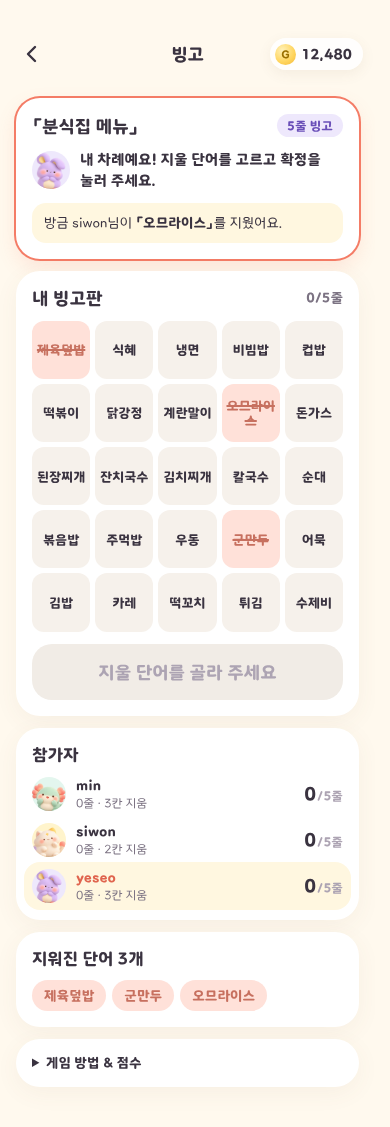 빙고
G 12,480
「분식집 메뉴」
5줄 빙고
내 차례예요! 지울 단어를 고르고 확정을
눌러 주세요.
방금 siwon님이 「오므라이스」를 지웠어요.
내 빙고판
0/5줄
제육덮밥 식혜 냉면 비빔밥 컵밥
떡볶이 닭강정 계란말이 오므라이스 돈가스
된장찌개 잔치국수 김치찌개 칼국수 순대
볶음밥 주먹밥 우동 군만두 어묵
김밥 카레 떡꼬치 튀김 수제비
지울 단어를 골라 주세요
참가자
min
0줄 · 3칸 지움
0/5줄
siwon
0줄 · 2칸 지움
0/5줄
yeseo
0줄 · 3칸 지움
0/5줄
지워진 단어 3개
제육덮밥 군만두 오므라이스
▶ 게임 방법 & 점수